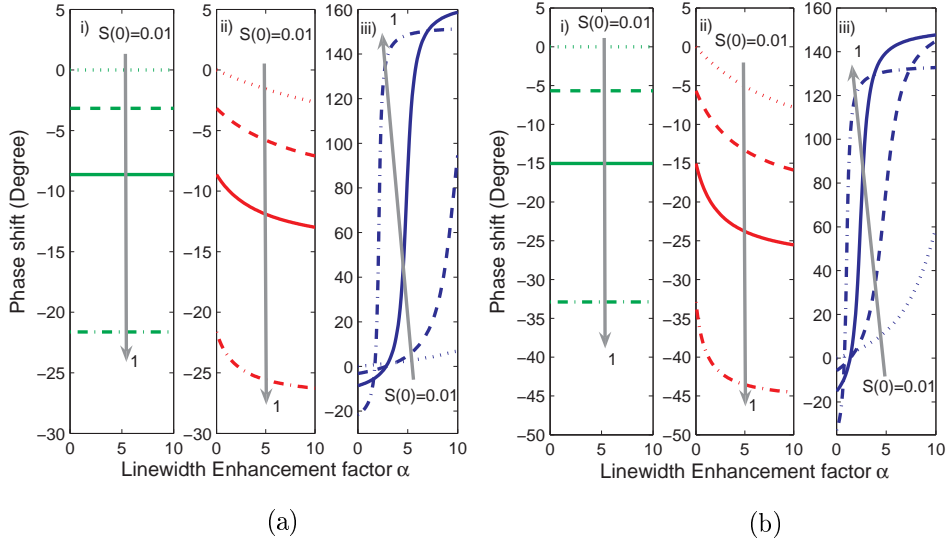 i)
S(0)=0.01
1
5
0
−5
−10
−15
−20
−25
−30
0 5 10
ii)
S(0)=0.01
1
5
0
−5
−10
−15
−20
−25
−30
0 5 10
iii)
1
S(0)=0.01
160
140
120
100
80
60
40
20
0
−20
0 5 10
Phase shift (Degree)
Linewidth Enhancement factor α
(a)
i)
S(0)=0.01
1
5
0
−5
−10
−15
−20
−25
−30
−35
−40
−45
−50
0 5 10
ii)
S(0)=0.01
1
5
0
−5
−10
−15
−20
−25
−30
−35
−40
−45
−50
0 5 10
iii)
1
S(0)=0.01
160
140
120
100
80
60
40
20
0
−20
0 5 10
Phase shift (Degree)
Linewidth Enhancement factor α
(b)